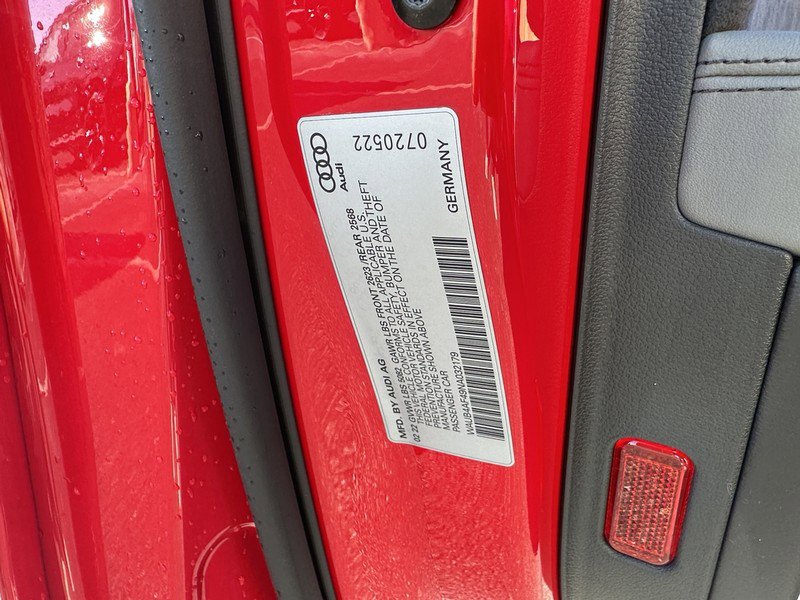 Audi
0720522
GERMANY
MFD. BY AUDI AG
02 22 GVWR LBS 5082 GAWR LBS FRONT 2623 /REAR 2568
THIS VEHICLE CONFORMS TO ALL APPLICABLE U.S.
FEDERAL MOTOR VEHICLE SAFETY, BUMPER AND THEFT
PREVENTION STANDARDS IN EFFECT ON THE DATE OF
MANUFACTURE SHOWN ABOVE
PASSENGER CAR
WAUB4AF49NA032179